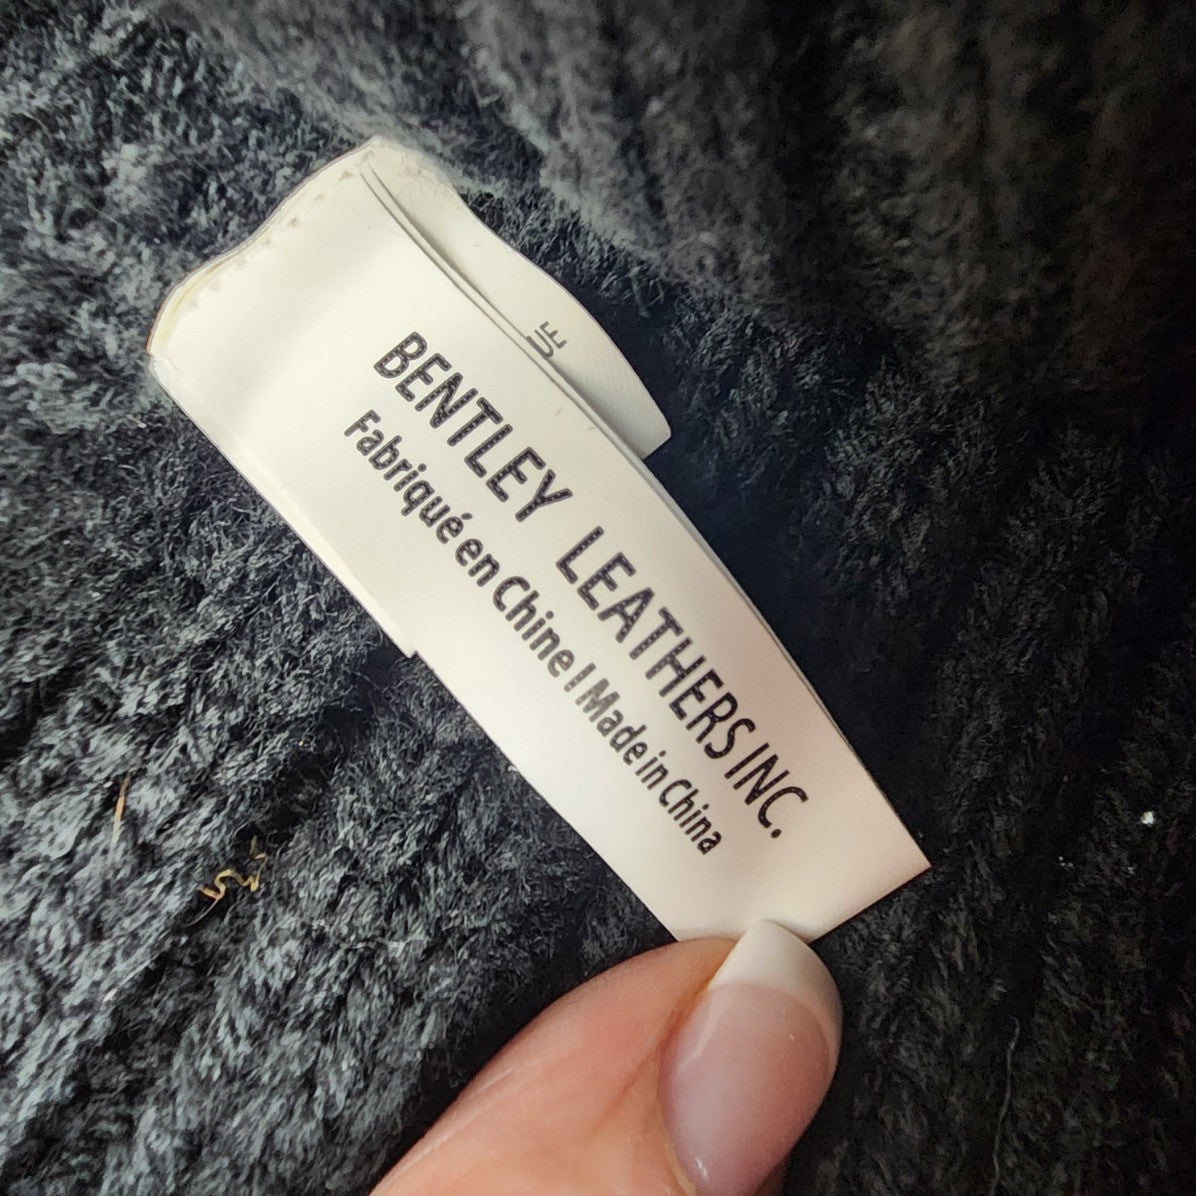 BENTLEY LEATHERS INC.
Fabriqué en Chine I Made in China